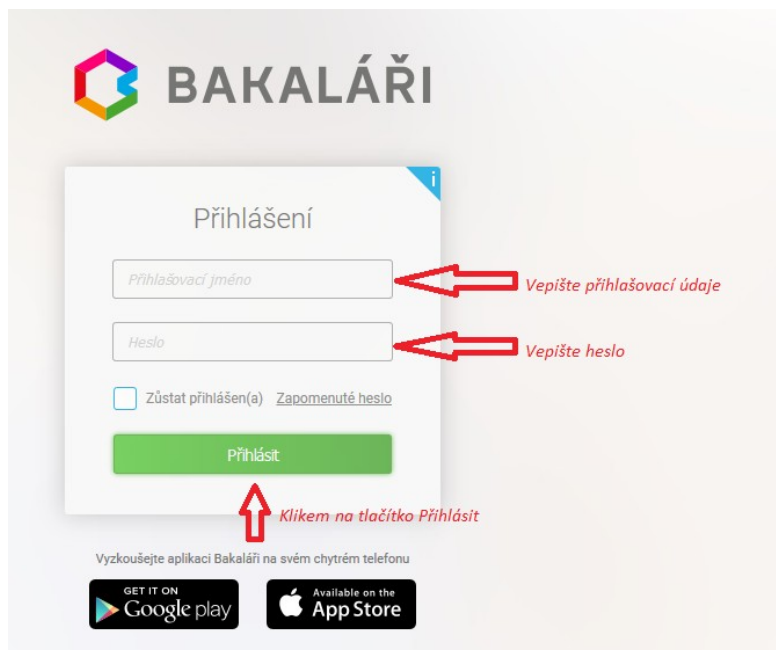 BAKALÁŘI
i
Přihlášení
Přihlašovací jméno
Vepište přihlašovací údaje
Heslo
Vepište heslo
Zůstat přihlášen(a) Zapomenuté heslo
Přihlásit
Klikem na tlačítko Přihlásit
Vyzkoušejte aplikaci Bakaláři na svém chytrém telefonu
GET IT ON
Google play
Available on the
App Store